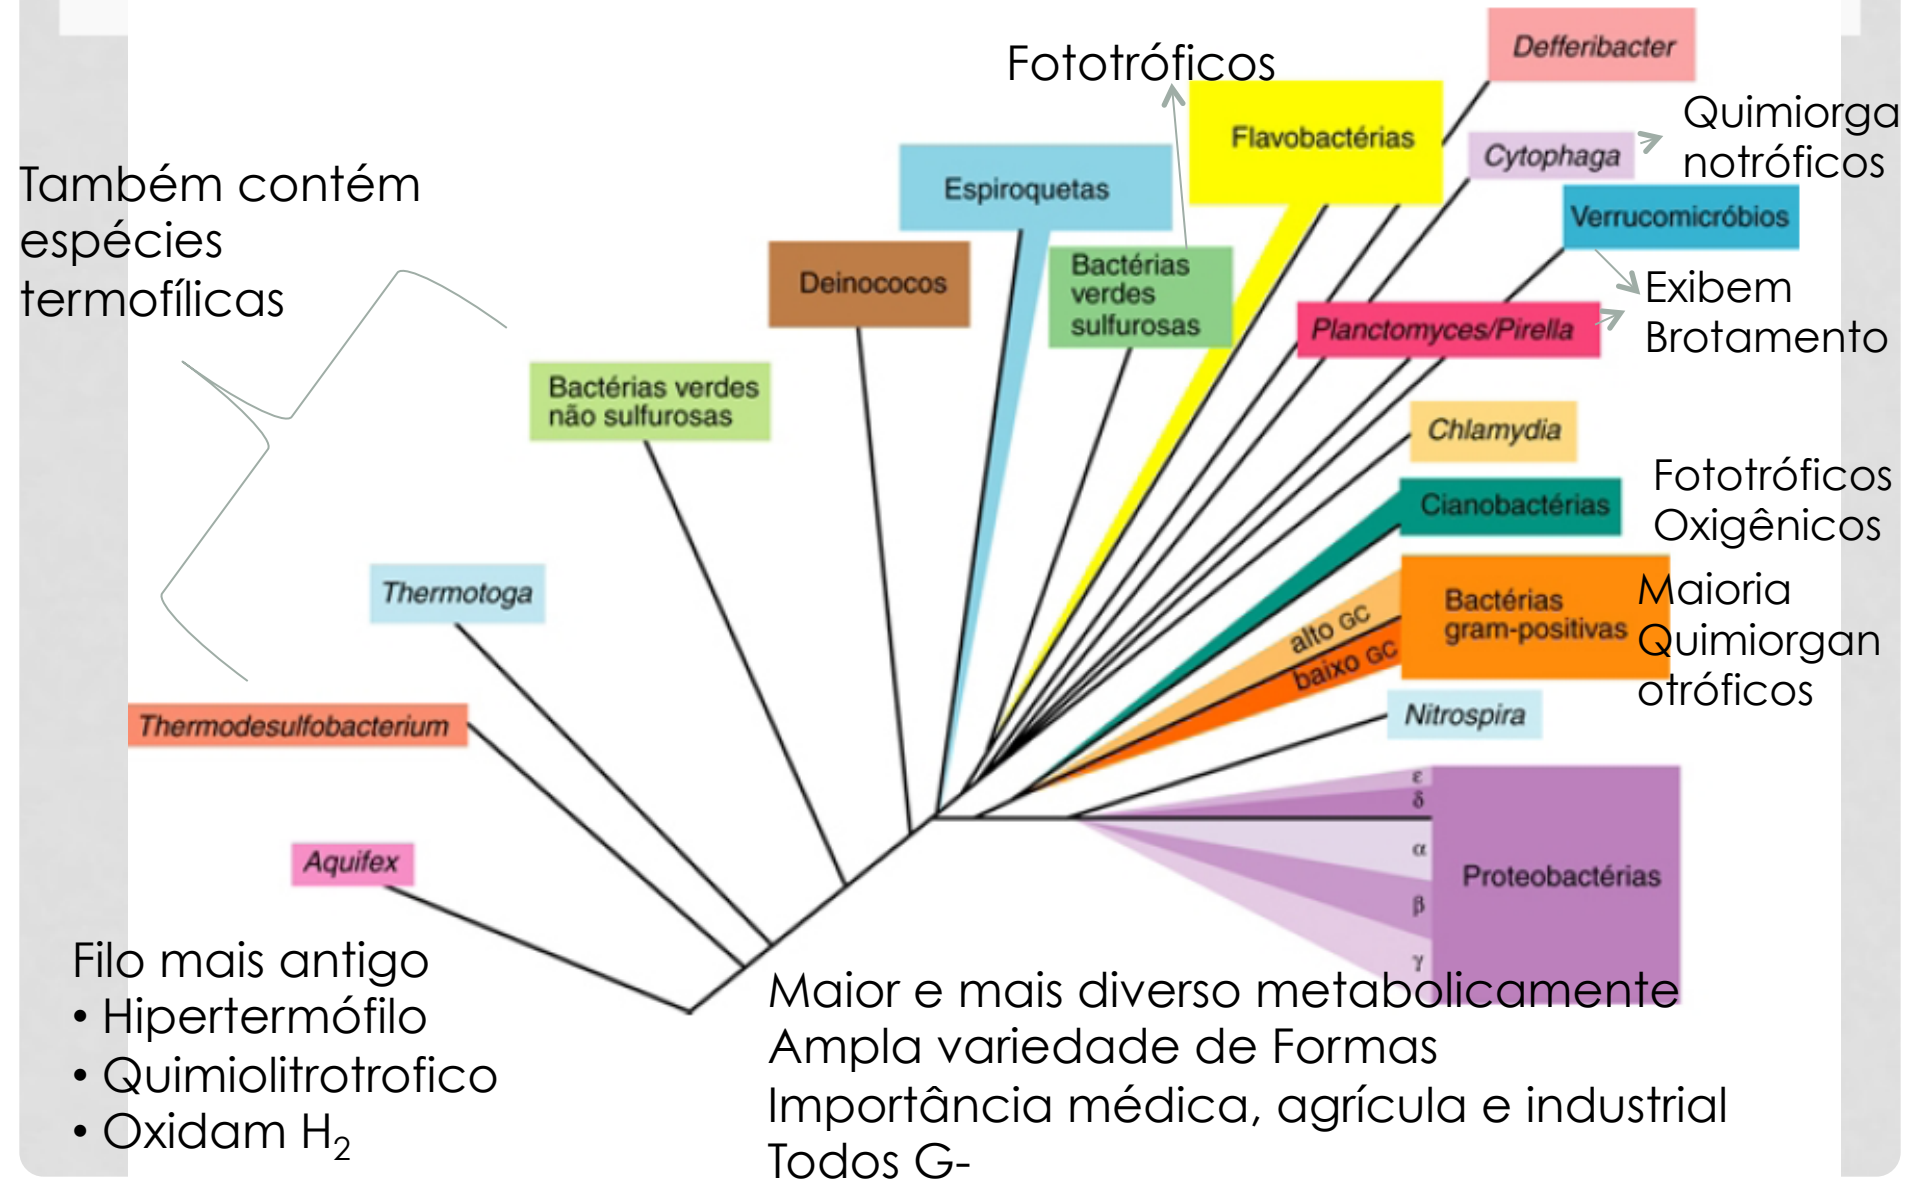 Defferibacter
Fototróficos
Flavobactérias
Quimiorga
notróficos
Cytophaga
Também contém
espécies
termofílicas
Espiroquetas
Verrucomicróbios
Deinococos
Bactérias
verdes
sulfurosas
Exibem
Brotamento
Planctomyces/Pirella
Bactérias verdes
não sulfurosas
Chlamydia
Fototróficos
Oxigênicos
Cianobactérias
Thermotoga
alto GC
baixo GC
Bactérias
gram-positivas
Maioria
Quimiorgan
otróficos
Thermodesulfobacterium
Nitrospira
ε
δ
α
β
γ
Proteobactérias
Aquifex
Filo mais antigo
• Hipertermófilo
• Quimiolitrotrofico
• Oxidam H₂
Maior e mais diverso metabolicamente
Ampla variedade de Formas
Importância médica, agrícula e industrial
Todos G-